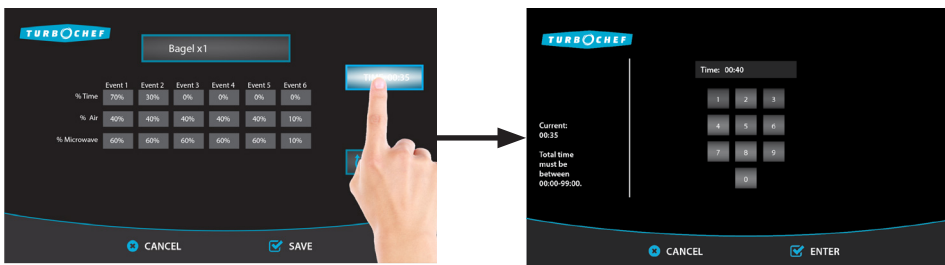 TURBOCHEF
Bagel x1
Event 1 Event 2 Event 3 Event 4 Event 5 Event 6
% Time 70% 30% 0% 0% 0% 0%
% Air 40% 40% 40% 40% 40% 10%
% Microwave 60% 60% 60% 60% 60% 10%
CANCEL SAVE
TURBOCHEF
Time: 00:40
1 2 3
4 5 6
7 8 9
0
Current:
00:35
Total time
must be
between
00:00-99:00.
CANCEL ENTER